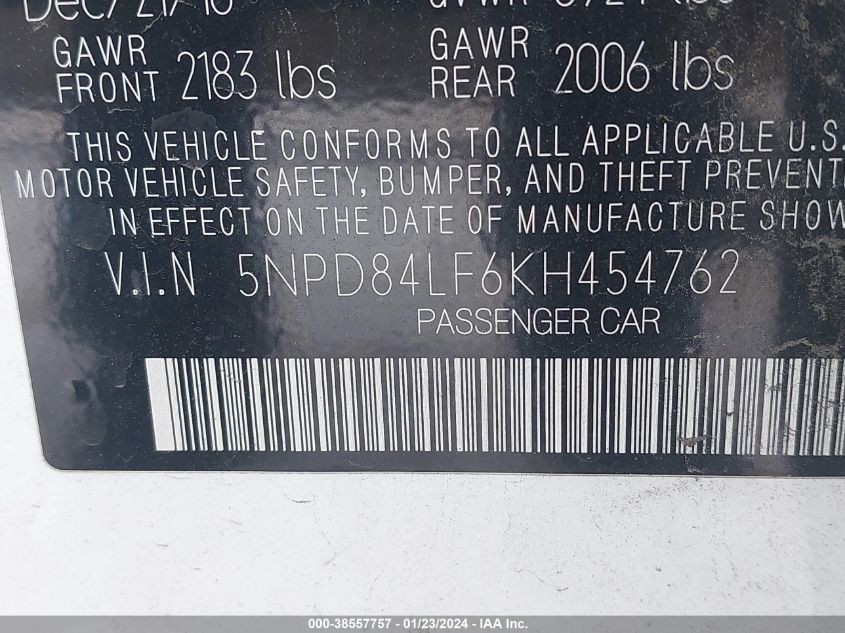 GAWR FRONT 2183 lbs GAWR REAR 2006 lbs
THIS VEHICLE CONFORMS TO ALL APPLICABLE U.S.
MOTOR VEHICLE SAFETY, BUMPER, AND THEFT PREVENT
IN EFFECT ON THE DATE OF MANUFACTURE SHOW
V.I.N 5NPD84LF6KH454762
PASSENGER CAR
000-38557757 - 01/23/2024 - IAA Inc.